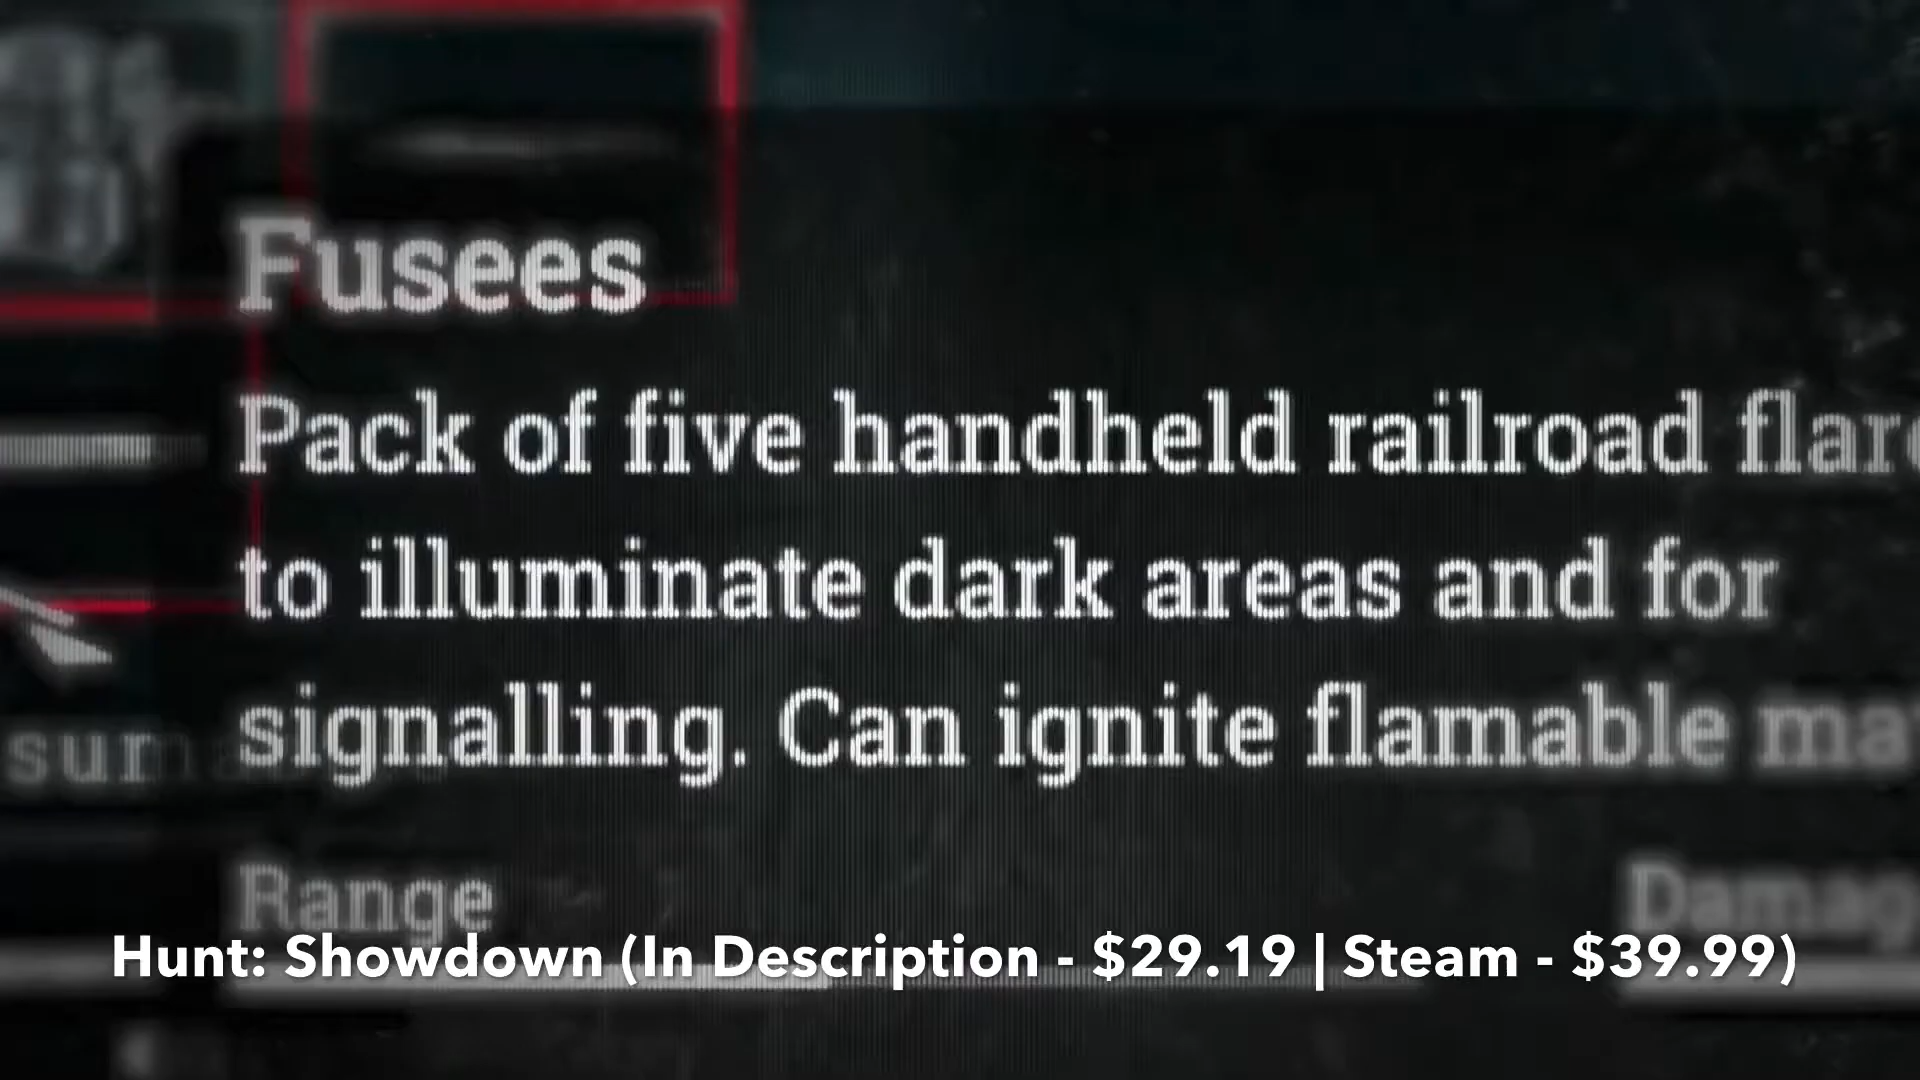 Fusees
Pack of five handheld railroad
to illuminate dark areas and for
signalling. Can ignite flamable
Range
Hunt: Showdown (In Description - $29.19 | Steam - $39.99)